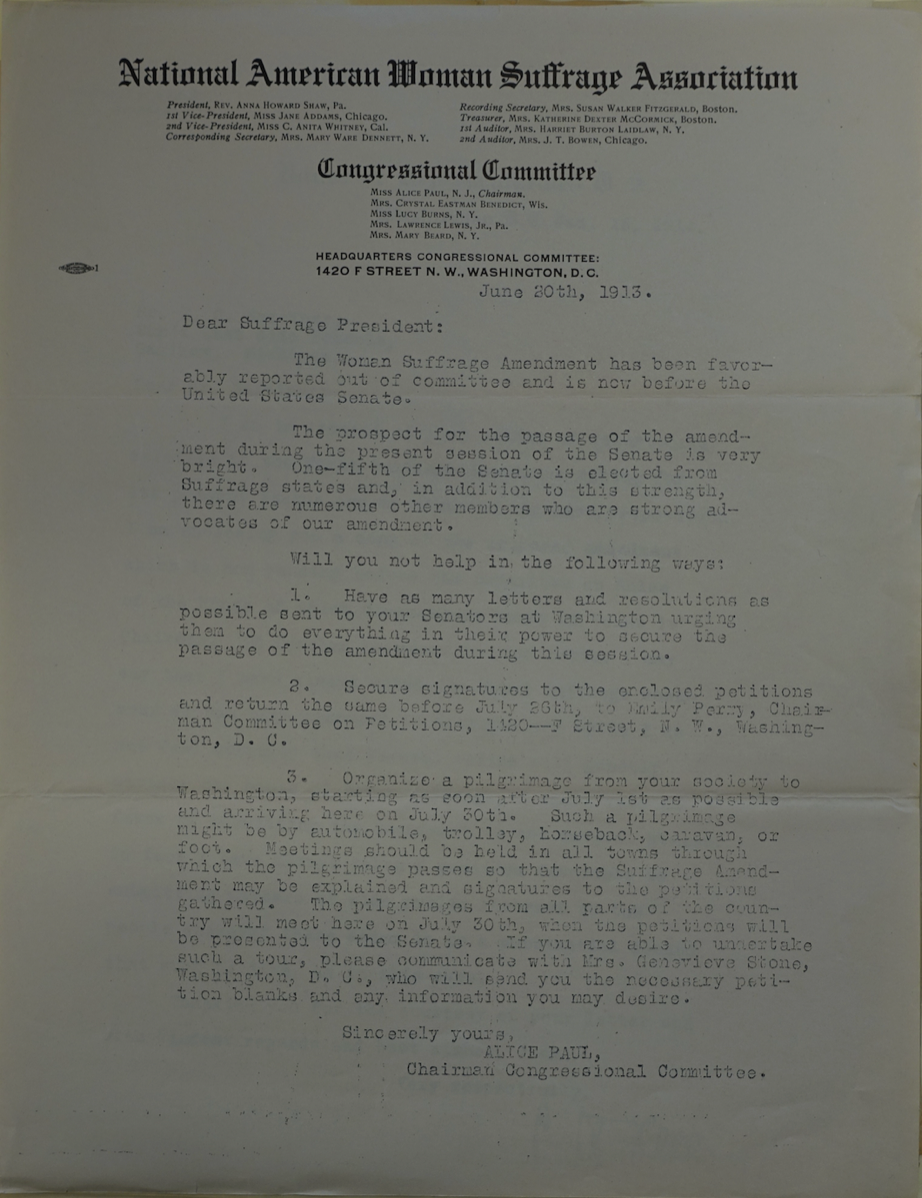 National American Woman Suffrage Association
President, REV. ANNA HOWARD SHAW, Pa.
1st Vice-President, MISS JANE ADDAMS, Chicago.
2nd Vice-President, MISS C. ANITA WHITNEY, Cal.
Corresponding Secretary, MRS. MARY WARE DENNETT, N. Y.
Recording Secretary, MRS. SUSAN WALKER FITZGERALD, Boston.
Treasurer, MRS. KATHERINE DEXTER MCCORMICK, Boston.
1st Auditor, MRS. HARRIET BURTON LAIDLAW, N. Y.
2nd Auditor, MRS. J. T. BOWEN, Chicago.
Congressional Committee
MISS ALICE PAUL, N. J., Chairman.
MRS. CRYSTAL EASTMAN BENEDICT, Wis.
MISS LUCY BURNS, N. Y.
MRS. LAWRENCE LEWIS, JR., Pa.
MRS. MARY BEARD, N. Y.
HEADQUARTERS CONGRESSIONAL COMMITTEE:
1420 F STREET N. W., WASHINGTON, D. C.
June 20th, 1913.
Dear Suffrage President:
The Woman Suffrage Amendment has been favor-
ably reported out of committee and is now before the
United States Senate.
The prospect for the passage of the amend-
ment during the present session of the Senate is very
bright. One-fifth of the Senate is elected from
Suffrage states and, in addition to this strength,
there are numerous other members who are strong ad-
vocates of our amendment.
Will you not help in the following ways:
1. Have as many letters and resolutions as
possible sent to your Senators at Washington urging
them to do everything in their power to secure the
passage of the amendment during this session.
2. Secure signatures to the enclosed petitions
and return the same before July 26th, to Emily Perry, Chair-
man Committee on Petitions, 1420--F Street, N. W., Washing-
ton, D. C.
3. Organize a pilgrimage from your society to
Washington, starting as soon after July 1st as possible
and arriving here on July 30th. Such a pilgrimage
might be by automobile, trolley, horseback, caravan, or
foot. Meetings should be held in all towns through
which the pilgrimage passes so that the Suffrage Amend-
ment may be explained and signatures to the petitions
gathered. The pilgrimages from all parts of the coun-
try will meet here on July 30th, when the petitions will
be presented to the Senate. If you are able to undertake
such a tour, please communicate with Mrs. Genevieve Stone,
Washington, D. C., who will send you the necessary peti-
tion blanks and any information you may desire.
Sincerely yours,
ALICE PAUL,
Chairman Congressional Committee.